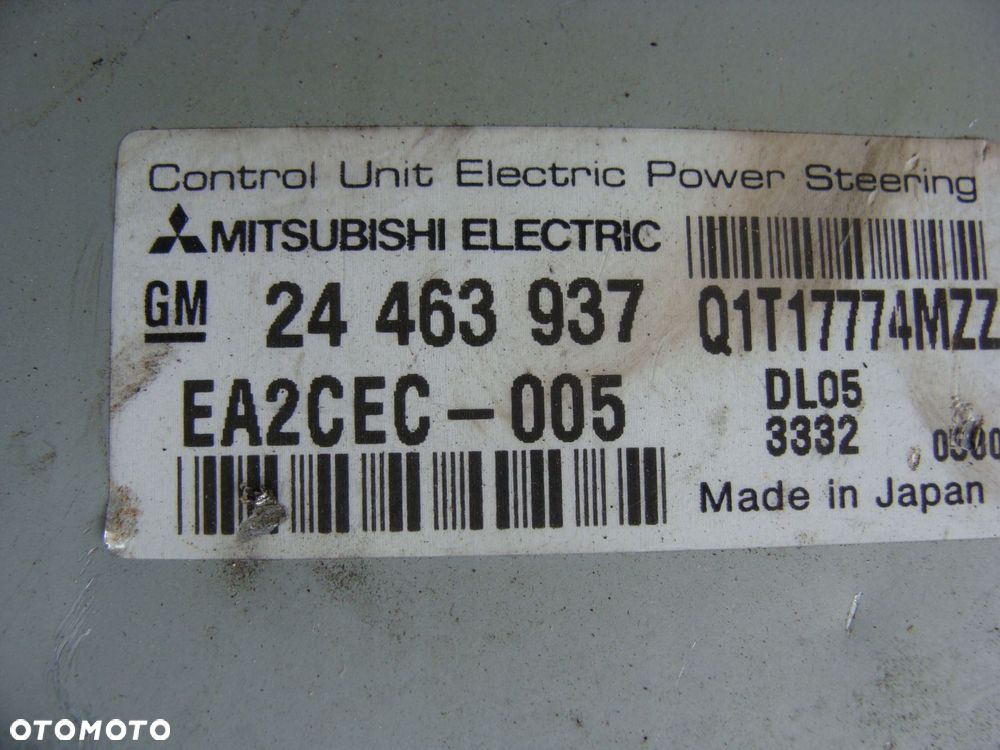 Control Unit Electric Power Steering
MITSUBISHI ELECTRIC
GM 24 463 937 Q1T17774MZZ
EA2CEC-005 DL05
3332
Made in Japan
OTOMOTO